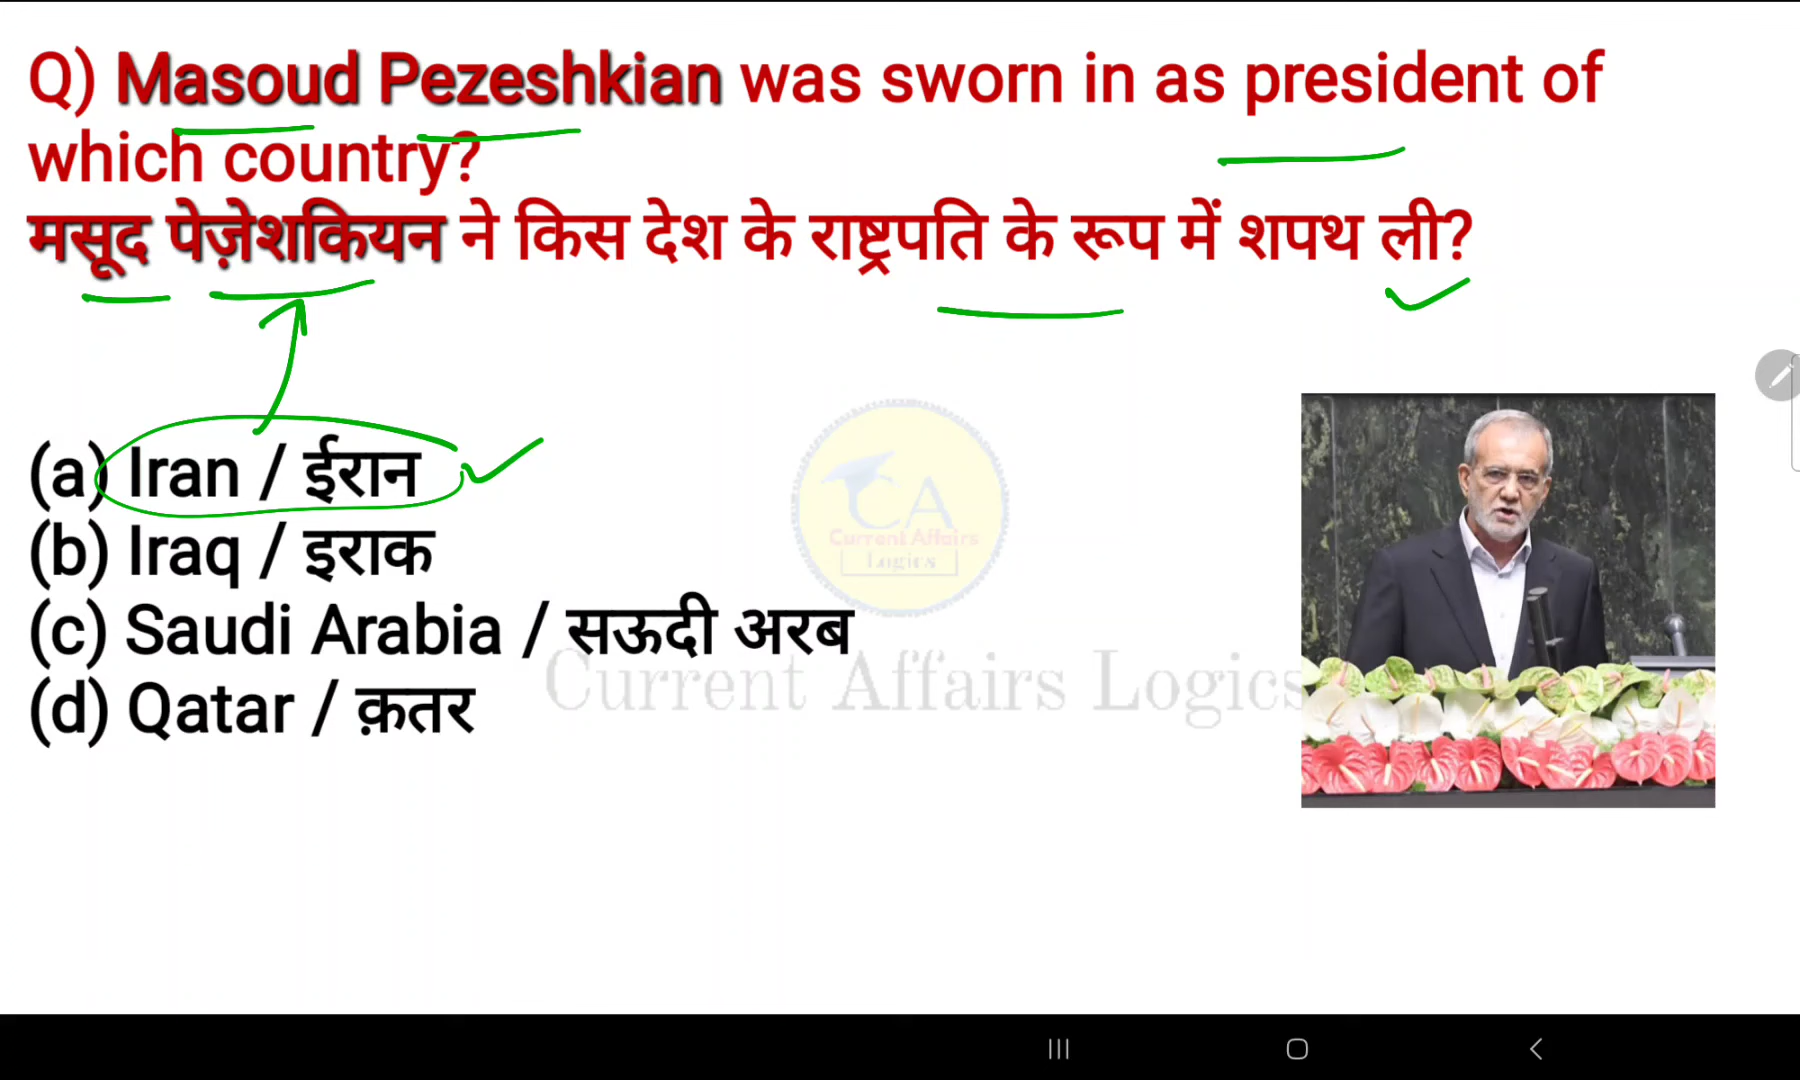 Q) Masoud Pezeshkian was sworn in as president of
which country?
मसूद पेज़ेशकियन ने किस देश के राष्ट्रपति के रूप में शपथ ली?
(a) Iran / ईरान
(b) Iraq / इराक
(c) Saudi Arabia / सऊदी अरब
(d) Qatar / क़तर
CA
Current Affairs
Logics
Current Affairs Logics